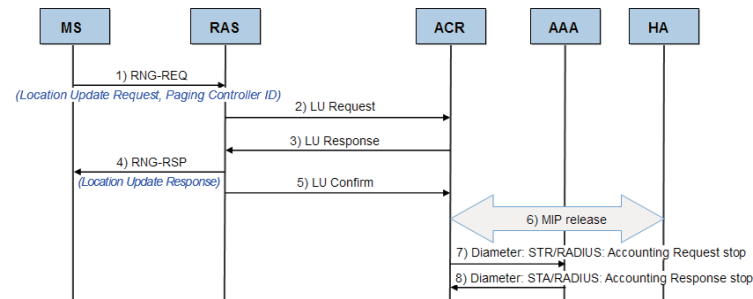 MS RAS ACR AAA HA
1) RNG-REQ
(Location Update Request, Paging Controller ID)
2) LU Request
3) LU Response
4) RNG-RSP
(Location Update Response)
5) LU Confirm
6) MIP release
7) Diameter: STR/RADIUS: Accounting Request stop
8) Diameter: STA/RADIUS: Accounting Response stop